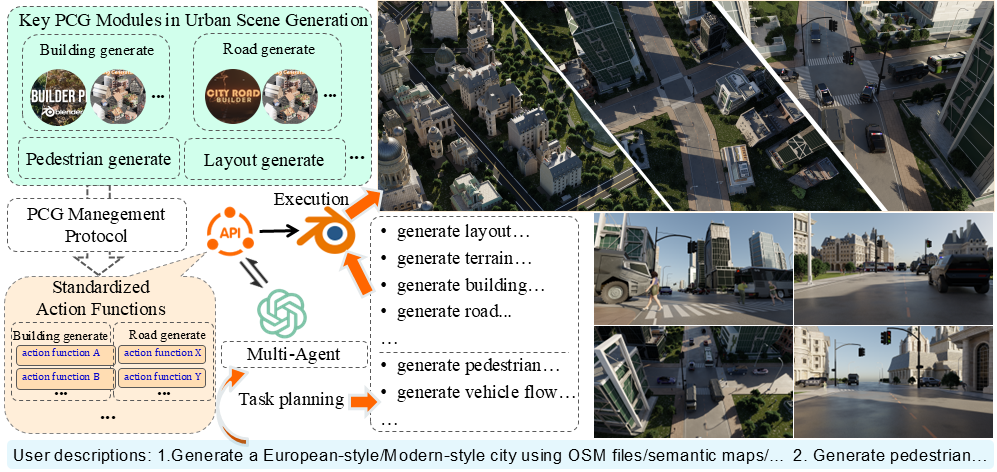 Key PCG Modules in Urban Scene Generation
Building generate
Road generate
BUILDER P
blender
...
CITY ROAD
BUILDER
...
Pedestrian generate
Layout generate
...
PCG Manegement
Protocol
Execution
API
Standardized
Action Functions
Building generate
Road generate
action function A
action function X
action function B
action function Y
...
...
...
Multi-Agent
Task planning
• generate layout…
• generate terrain…
• generate building…
• generate road...
…
• generate pedestrian…
• generate vehicle flow…
…
User descriptions: 1.Generate a European-style/Modern-style city using OSM files/semantic maps/… 2. Generate pedestrian…